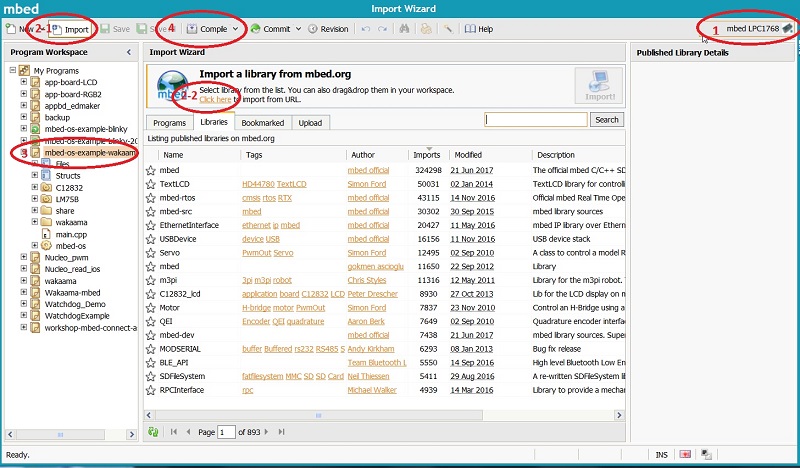 mbed
Import Wizard
2-1
4
1
New
Import
Save
Save All
Compile
Commit
Revision
Help
mbed LPC1768
Program Workspace
Import Wizard
Published Library Details
My Programs
app-board-LCD
app-board-RGB2
appbd_edmaker
backup
mbed-os-example-blinky
mbed-os-example-blinky-20
3
mbed-os-example-wakaam
Files
Structs
C12832
LM75B
share
wakaama
main.cpp
mbed-os
Nucleo_pwm
Nucleo_read_ios
wakaama
Wakaama-mbed
Watchdog_Demo
WatchdogExample
workshop-mbed-connect-a
mbed
Import a library from mbed.org
Select library from the list. You can also drag&drop them in your workspace.
2-2
Click here to import from URL.
Import!
Programs Libraries Bookmarked Upload
Search
Listing published libraries on mbed.org
Name Tags Author Imports Modified Description
mbed mbed official 324298 21 Jun 2017 The official mbed C/C++ SD
TextLCD HD44780 TextLCD Simon Ford 50031 02 Jan 2014 TextLCD library for controlli
mbed-rtos cmsis rtos RTX mbed official 43115 14 Nov 2016 Official mbed Real Time Ope
mbed-src mbed mbed official 30302 30 Sep 2015 mbed library sources
EthernetInterface ethernet ip mbed mbed official 20427 11 May 2016 mbed IP library over Ethern
USBDevice device USB mbed official 16156 11 Nov 2016 USB device stack
Servo PwmOut Servo Simon Ford 12495 02 Sep 2010 A class to control a model R
mbed gokmen ascioglu 11650 22 Sep 2012 Library
m3pi 3pi m3pi robot Chris Styles 11316 12 May 2011 Library for the m3pi robot. T
C12832_lcd application board C12832 LCD Peter Drescher 8930 27 Oct 2013 Lib for the LCD display on m
Motor H-bridge motor PwmOut Simon Ford 7837 23 Nov 2010 Control an H-Bridge using a
QEI Encoder QEI quadrature Aaron Berk 7649 02 Sep 2010 Quadrature encoder interfa
mbed-dev mbed official 7438 21 Jun 2017 mbed library sources. Super
MODSERIAL buffer Buffered rs232 RS485 S Andy Kirkham 6293 08 Jan 2013 Bug fix release
BLE_API Team Bluetooth L 5550 14 Sep 2016 High level Bluetooth Low En
SDFileSystem fatfilesystem MMC SD SD Card Neil Thiessen 5411 29 Aug 2016 A re-written SDFileSystem lib
RPCInterface rpc Michael Walker 4939 14 Mar 2016 Library to provide a mechan
Page 1 of 893
Ready.
INS